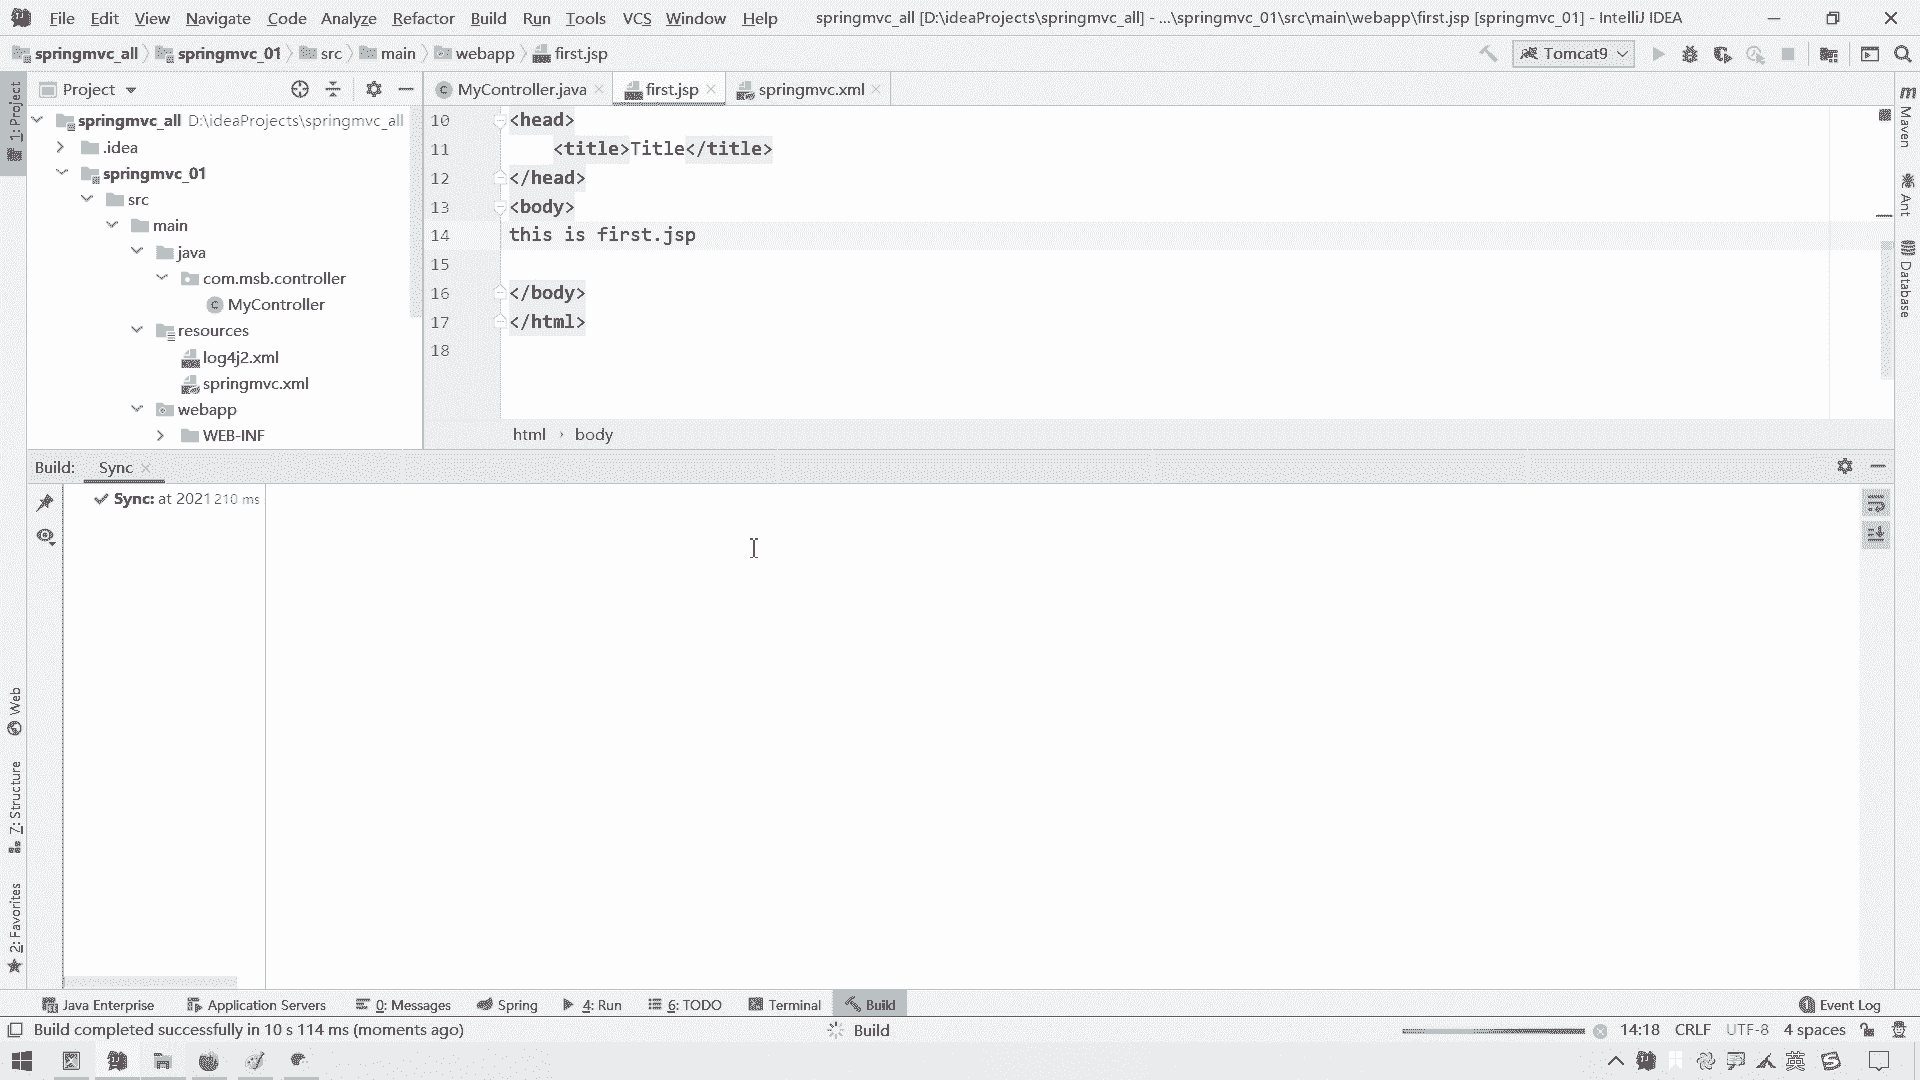 File Edit View Navigate Code Analyze Refactor Build Run Tools VCS Window Help springmvc_all [D:\ideaProjects\springmvc_all] - ...\springmvc_01\src\main\webapp\first.jsp [springmvc_01] - IntelliJ IDEA
springmvc_all springmvc_01 src main webapp first.jsp Tomcat9
1: Project
Project
MyController.java first.jsp springmvc.xml
springmvc_all D:\ideaProjects\springmvc_all
.idea
springmvc_01
src
main
java
com.msb.controller
MyController
resources
log4j2.xml
springmvc.xml
webapp
WEB-INF
10 <head>
11 <title>Title</title>
12 </head>
13 <body>
14 this is first.jsp
15
16 </body>
17 </html>
18
html › body
Maven
Ant
Database
Build: Sync
Sync: at 2021 210 ms
Web
7: Structure
2: Favorites
Java Enterprise Application Servers 0: Messages Spring 4: Run 6: TODO Terminal Build Event Log
Build completed successfully in 10 s 114 ms (moments ago) Build 14:18 CRLF UTF-8 4 spaces
英